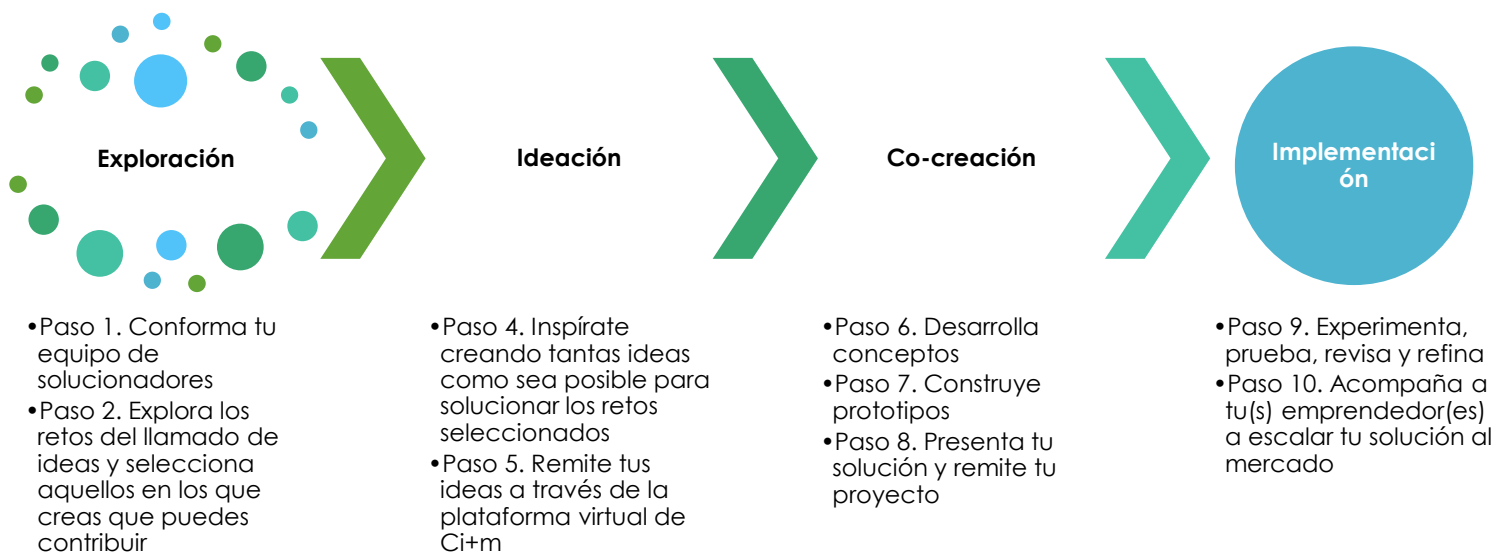 Exploración
•Paso 1. Conforma tu
equipo de
solucionadores
•Paso 2. Explora los
retos del llamado de
ideas y selecciona
aquellos en los que
creas que puedes
contribuir
Ideación
•Paso 4. Inspírate
creando tantas ideas
como sea posible para
solucionar los retos
seleccionados
•Paso 5. Remite tus
ideas a través de la
plataforma virtual de
Ci+m
Co-creación
•Paso 6. Desarrolla
conceptos
•Paso 7. Construye
prototipos
•Paso 8. Presenta tu
solución y remite tu
proyecto
Implementaci
ón
•Paso 9. Experimenta,
prueba, revisa y refina
•Paso 10. Acompaña a
tu(s) emprendedor(es)
a escalar tu solución al
mercado